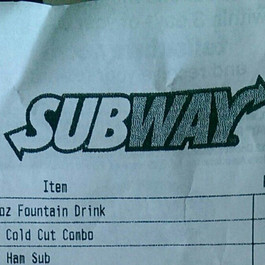 SUBWAY
Item
oz Fountain Drink
Cold Cut Combo
Ham Sub